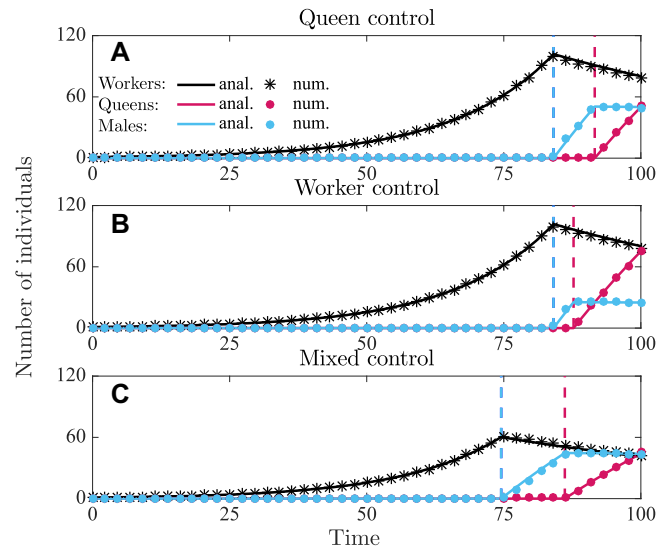 Queen control
A
Workers: anal. num.
Queens: anal. num.
Males: anal. num.
120
60
0
0 25 50 75 100
Worker control
B
120
60
0
0 25 50 75 100
Mixed control
C
120
60
0
0 25 50 75 100
Time
Number of individuals